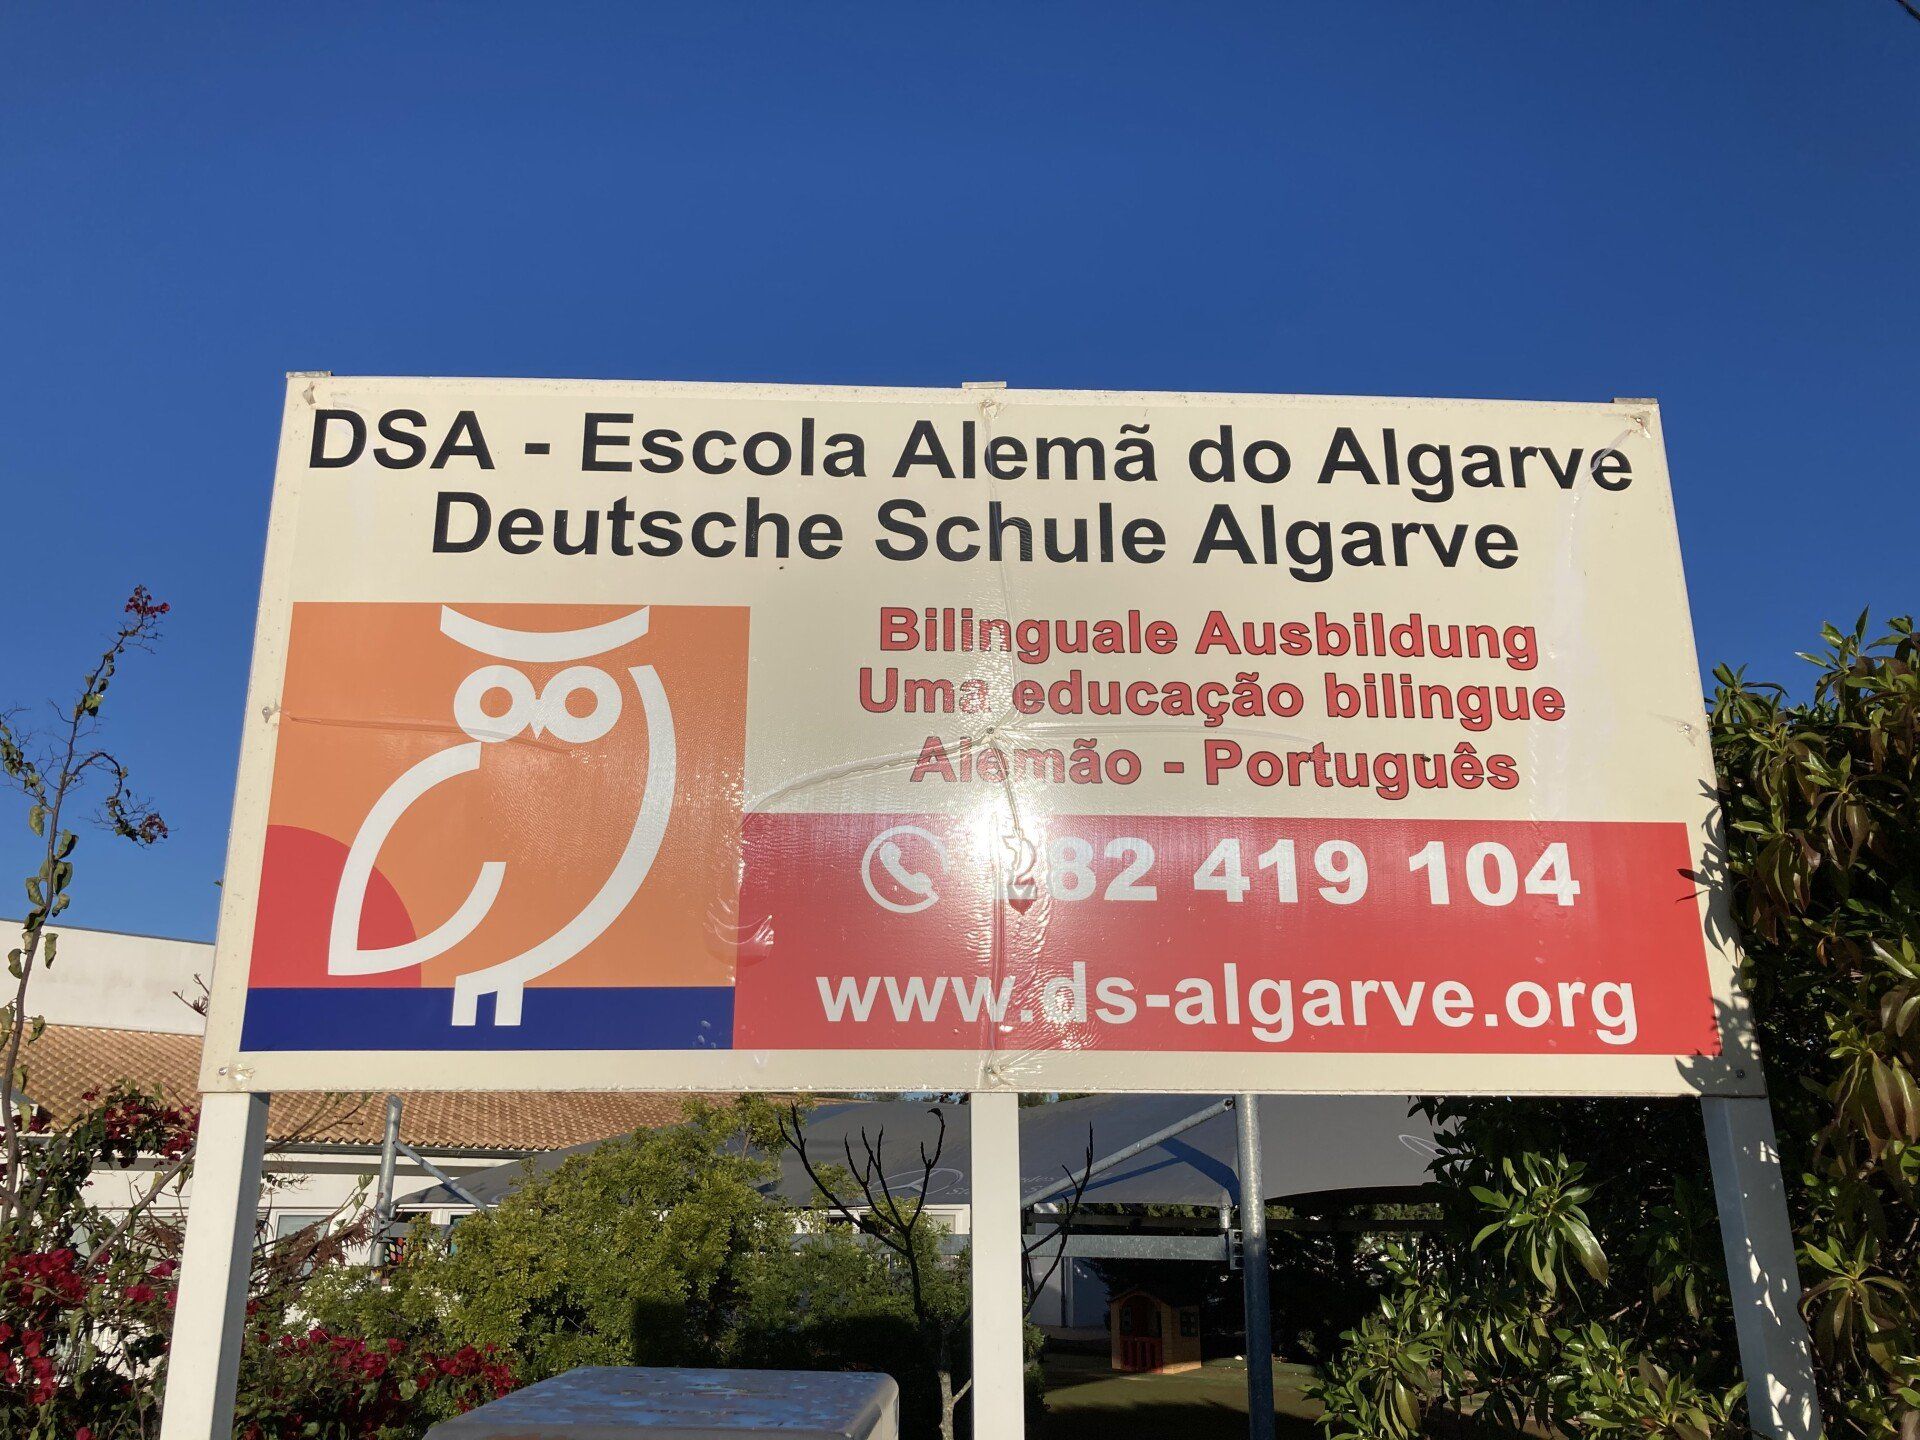 DSA - Escola Alemã do Algarve
Deutsche Schule Algarve
Bilinguale Ausbildung
Uma educação bilingue
Alemão - Português
282 419 104
www.ds-algarve.org